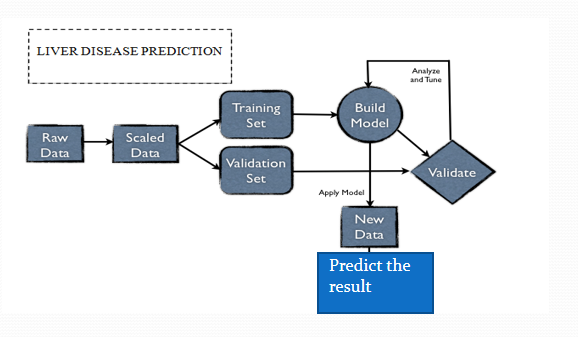 LIVER DISEASE PREDICTION
Analyze
and Tune
Training
Set
Build
Model
Raw
Data
Scaled
Data
Validation
Set
Validate
Apply Model
New
Data
Predict the
result